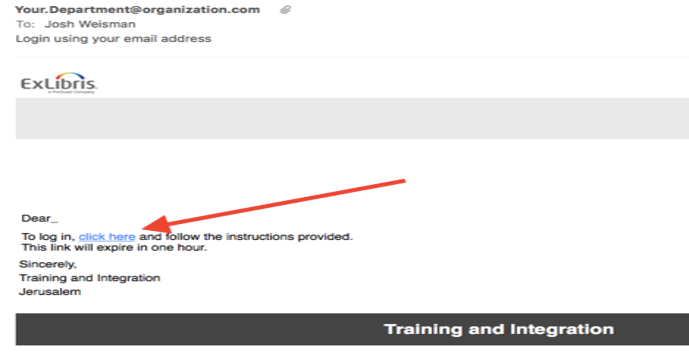 Your.Department@organization.com
To: Josh Weisman
Login using your email address
ExLibris
a ProQuest Company
Dear_
To log in, click here and follow the instructions provided.
This link will expire in one hour.
Sincerely,
Training and Integration
Jerusalem
Training and Integration